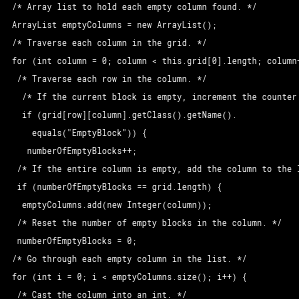 /* Array list to hold each empty column found. */
ArrayList emptyColumns = new ArrayList();
/* Traverse each column in the grid. */
for (int column = 0; column < this.grid[0].length; column
/* Traverse each row in the column. */
/* If the current block is empty, increment the counter
if (grid[row][column].getClass().getName().
equals("EmptyBlock")) {
numberOfEmptyBlocks++;
/* If the entire column is empty, add the column to the
if (numberOfEmptyBlocks == grid.length) {
emptyColumns.add(new Integer(column));
/* Reset the number of empty blocks in the column. */
numberOfEmptyBlocks = 0;
/* Go through each empty column in the list. */
for (int i = 0; i < emptyColumns.size(); i++) {
/* Cast the column into an int. */